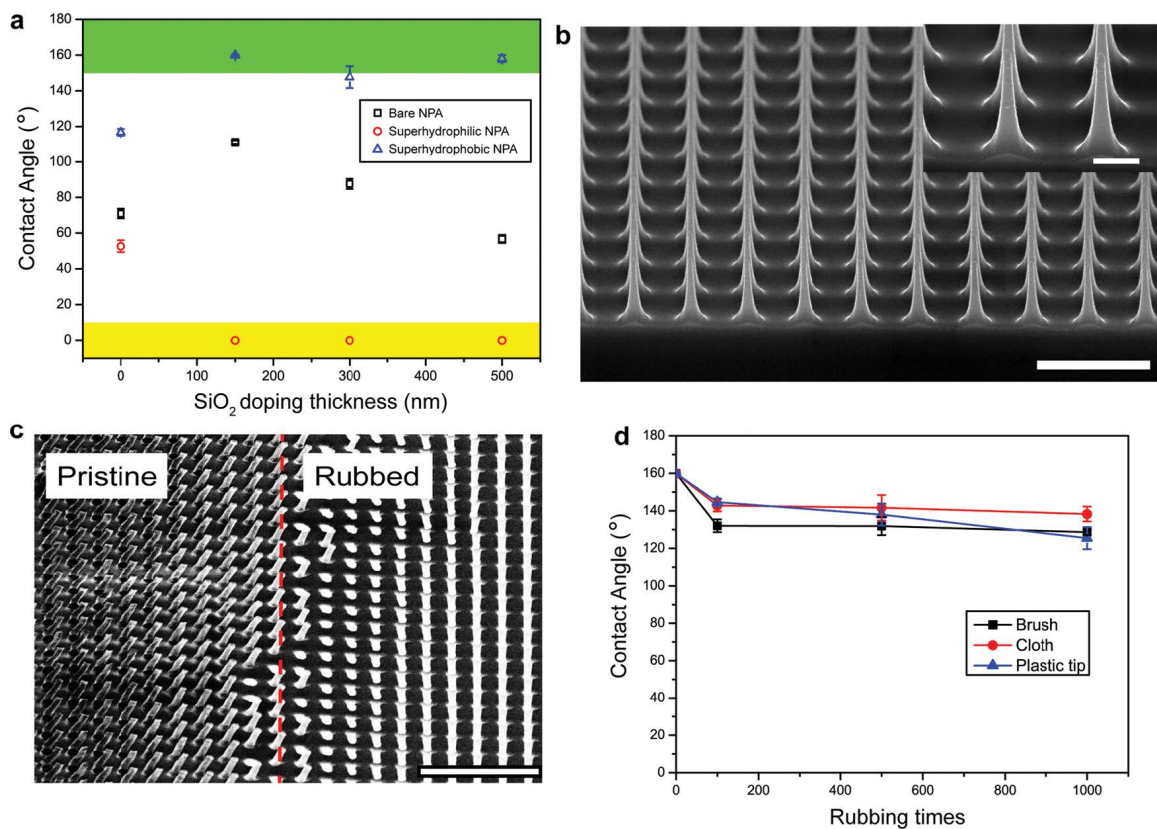 a
180
160
140
120
100
80
60
40
20
0
Contact Angle (°)
Bare NPA
Superhydrophilic NPA
Superhydrophobic NPA
0
100
200
300
400
500
SiO₂ doping thickness (nm)
b
c
Pristine
Rubbed
d
180
160
140
120
100
80
60
40
20
0
Contact Angle (°)
Brush
Cloth
Plastic tip
0
200
400
600
800
1000
Rubbing times